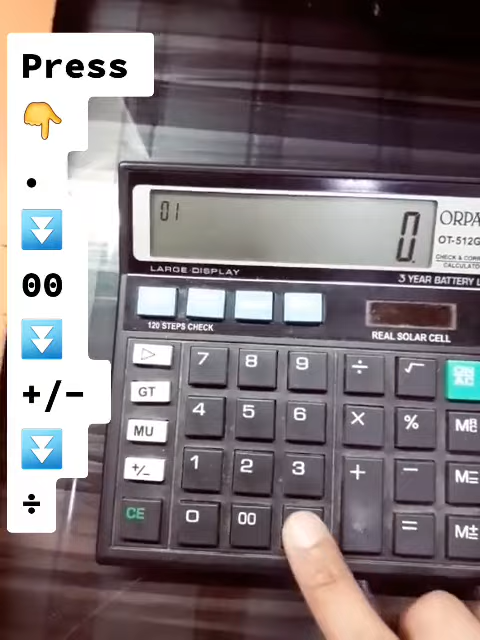 Press
👇
•
⏬
00
⏬
+/-
⏬
÷
01 0.
ORPA
OT-512G
CHECK & CORR
CALCULATO
LARGE DISPLAY
3 YEAR BATTERY L
120 STEPS CHECK
REAL SOLAR CELL
▷ 7 8 9 ÷ √ ON AC
GT 4 5 6 × %
MU 1 2 3 + − M=
+/− 0 00 = M±
CE